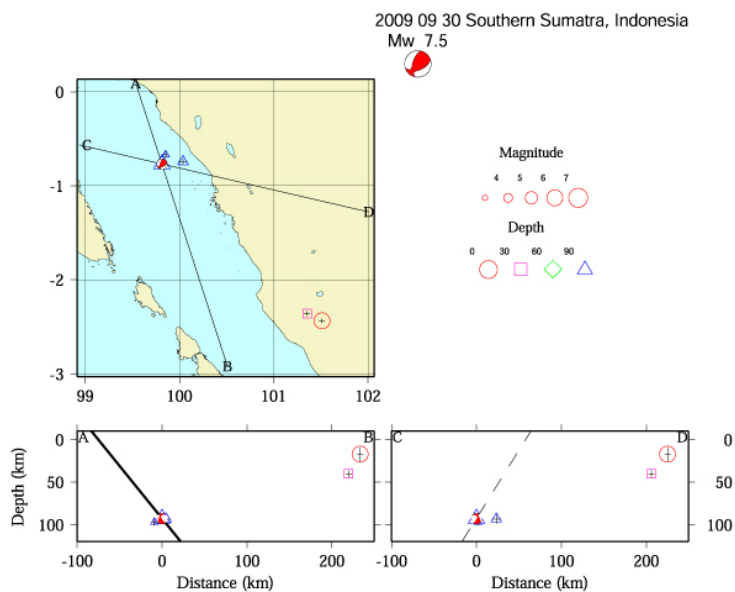 2009 09 30 Southern Sumatra, Indonesia
Mw 7.5
0
-1
-2
-3
99 100 101 102
A
C
D
B
Magnitude
4 5 6 7
Depth
0 30 60 90
A B
C D
0
50
100
Depth (km)
0
50
100
-100 0 100 200
Distance (km)
-100 0 100 200
Distance (km)